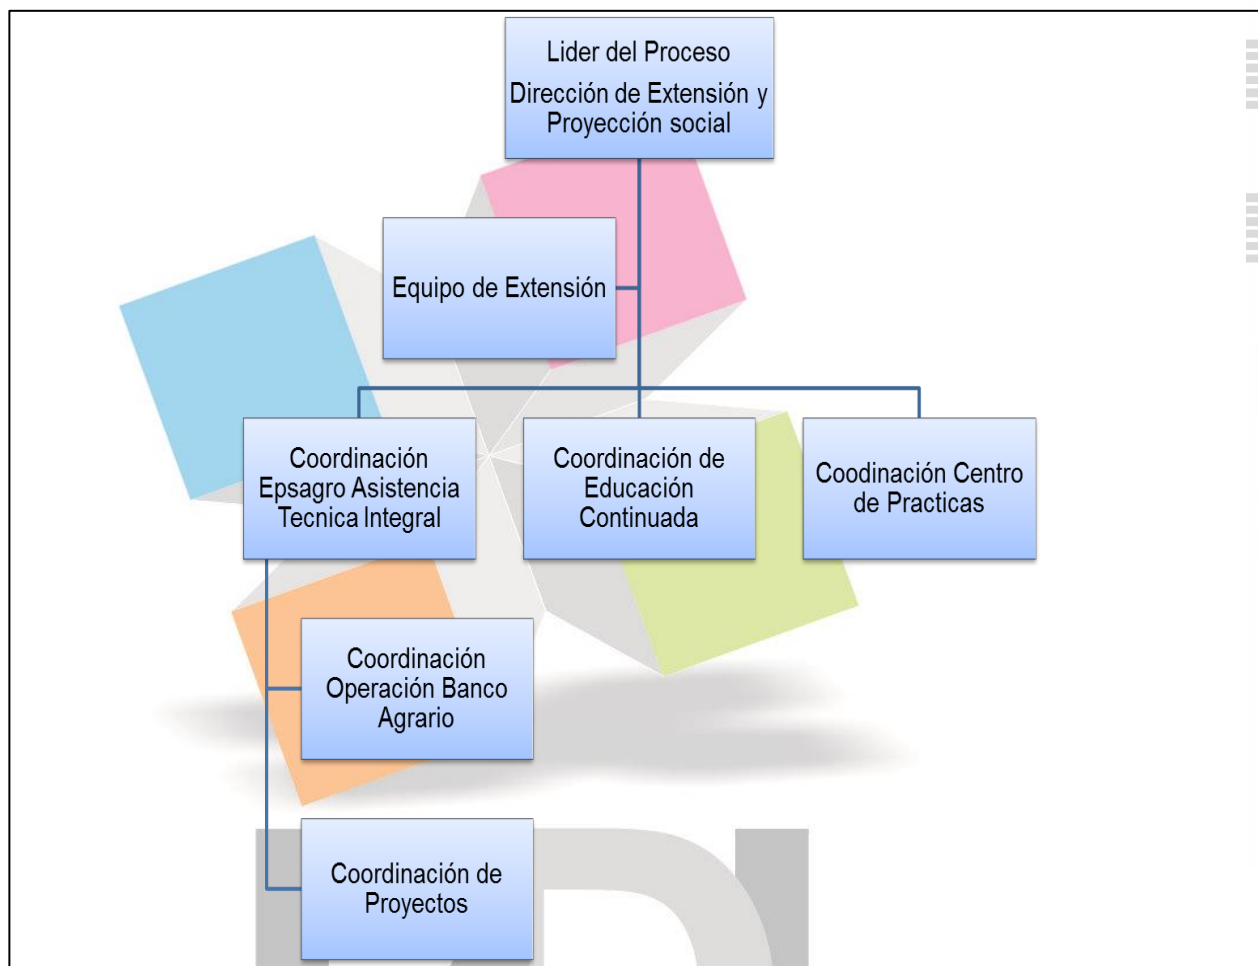 Lider del Proceso
Dirección de Extensión y
Proyección social
Equipo de Extensión
Coordinación
Epsagro Asistencia
Tecnica Integral
Coordinación de
Educación
Continuada
Coodinación Centro
de Practicas
Coordinación
Operación Banco
Agrario
Coordinación de
Proyectos